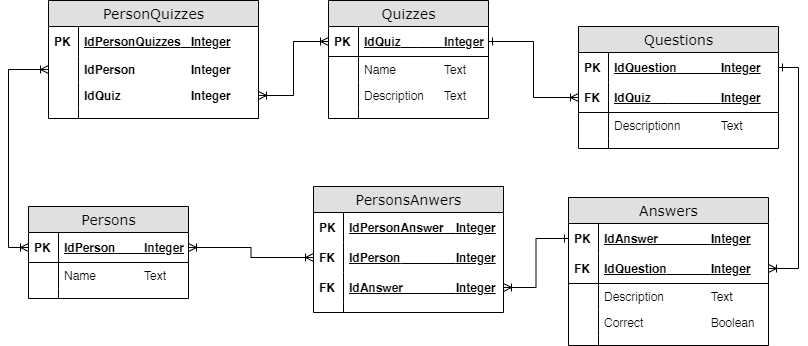 PersonQuizzes
PK IdPersonQuizzes Integer
IdPerson Integer
IdQuiz Integer
Quizzes
PK IdQuiz Integer
Name Text
Description Text
Questions
PK IdQuestion Integer
FK IdQuiz Integer
Descriptionn Text
Persons
PK IdPerson Integer
Name Text
PersonsAnwers
PK IdPersonAnswer Integer
FK IdPerson Integer
FK IdAnswer Integer
Answers
PK IdAnswer Integer
FK IdQuestion Integer
Description Text
Correct Boolean